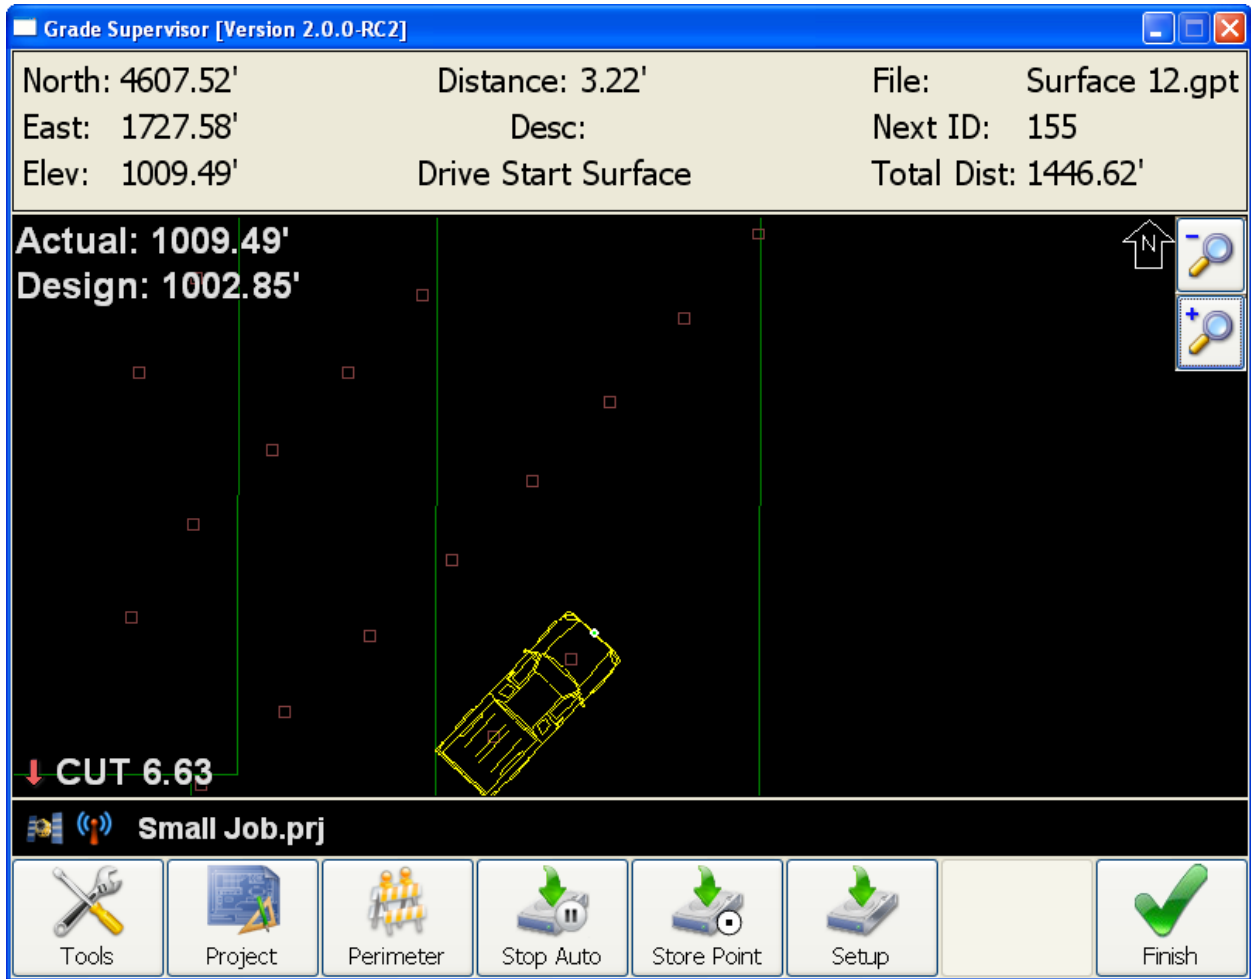 Grade Supervisor [Version 2.0.0-RC2]
North: 4607.52' Distance: 3.22' File: Surface 12.gpt
East: 1727.58' Desc: Next ID: 155
Elev: 1009.49' Drive Start Surface Total Dist: 1446.62'
Actual: 1009.49'
Design: 1002.85'
N
CUT 6.63
Small Job.prj
Tools Project Perimeter Stop Auto Store Point Setup Finish